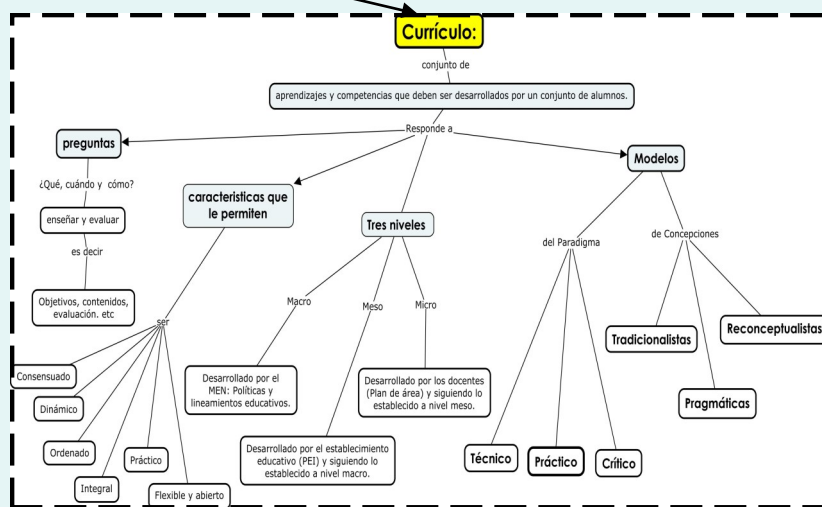 Currículo:
conjunto de
aprendizajes y competencias que deben ser desarrollados por un conjunto de alumnos.
Responde a
preguntas
¿Qué, cuándo y cómo?
enseñar y evaluar
es decir
Objetivos, contenidos,
evaluación. etc
caracteristicas que
le permiten
ser
Consensuado
Dinámico
Ordenado
Integral
Práctico
Flexible y abierto
Tres niveles
Macro
Desarrollado por el
MEN: Políticas y
lineamientos educativos.
Meso
Desarrollado por el establecimiento
educativo (PEI) y siguiendo lo
establecido a nivel macro.
Micro
Desarrollado por los docentes
(Plan de área) y siguiendo lo
establecido a nivel meso.
Modelos
del Paradigma
Técnico
Práctico
Crítico
de Concepciones
Tradicionalistas
Pragmáticas
Reconceptualistas